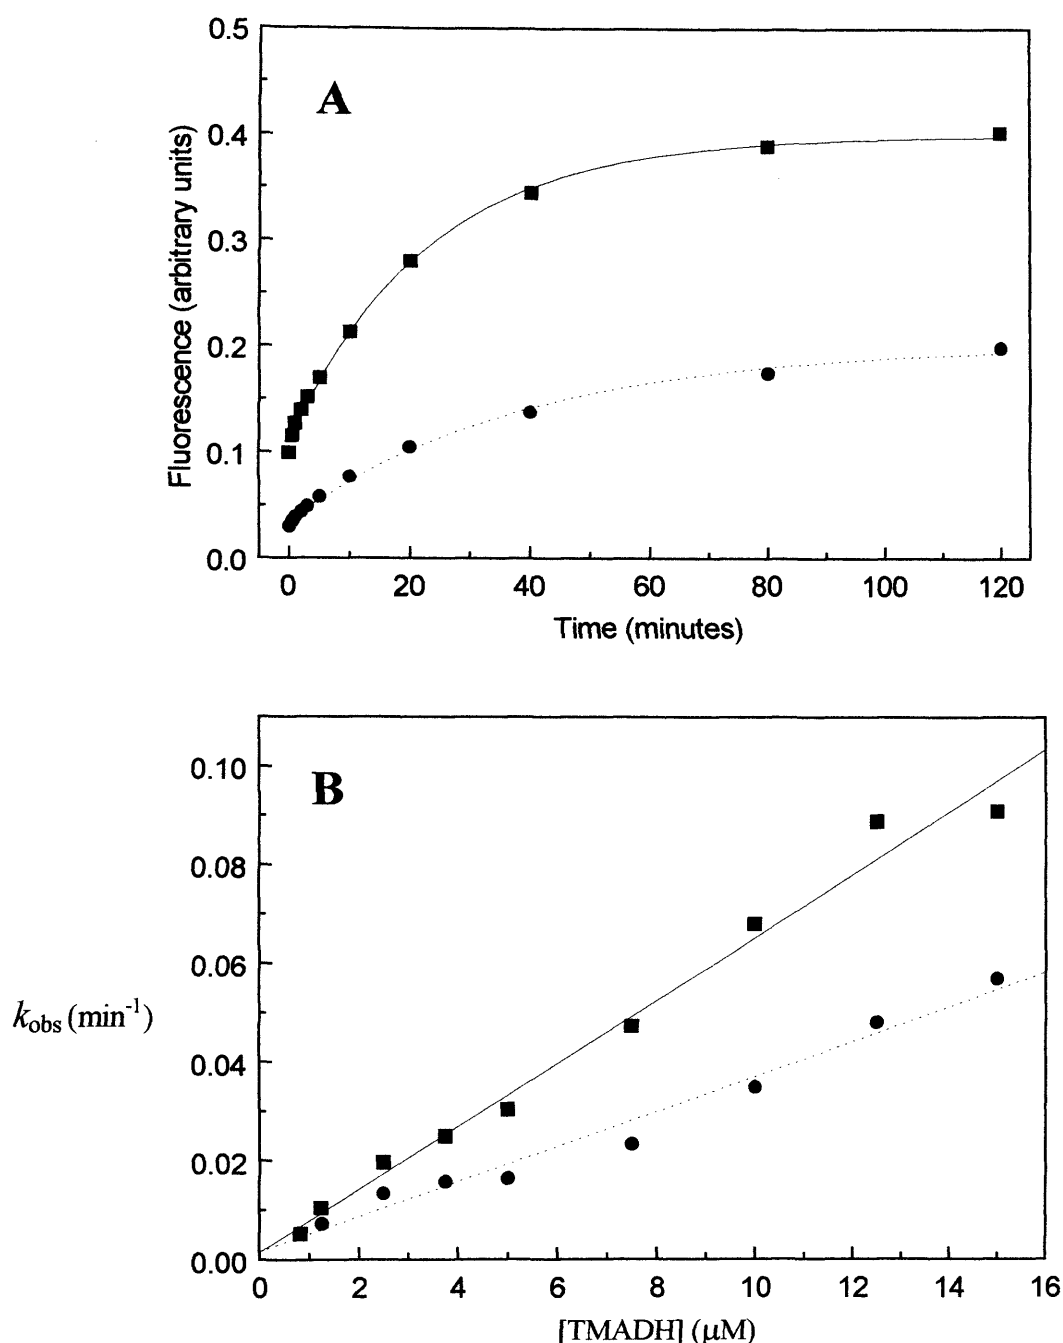 A
0.5
0.4
0.3
0.2
0.1
0.0
Fluorescence (arbitrary units)
0 20 40 60 80 100 120
Time (minutes)
B
0.10
0.08
0.06
0.04
0.02
0.00
kobs (min-1)
0 2 4 6 8 10 12 14 16
[TMADH] (μM)